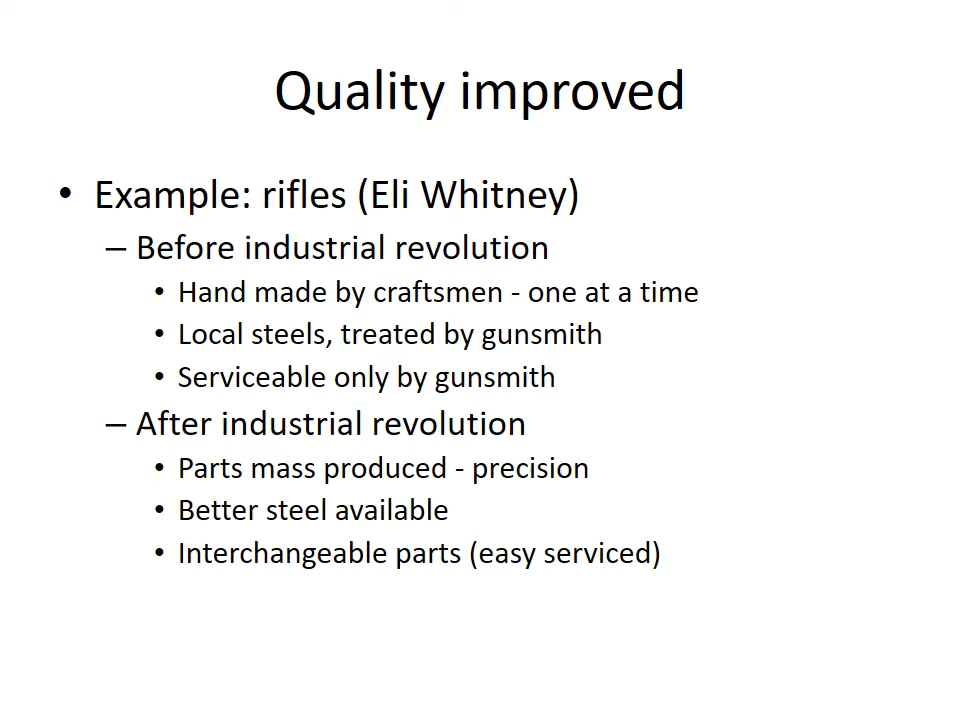 Quality improved
• Example: rifles (Eli Whitney)
– Before industrial revolution
• Hand made by craftsmen - one at a time
• Local steels, treated by gunsmith
• Serviceable only by gunsmith
– After industrial revolution
• Parts mass produced - precision
• Better steel available
• Interchangeable parts (easy serviced)